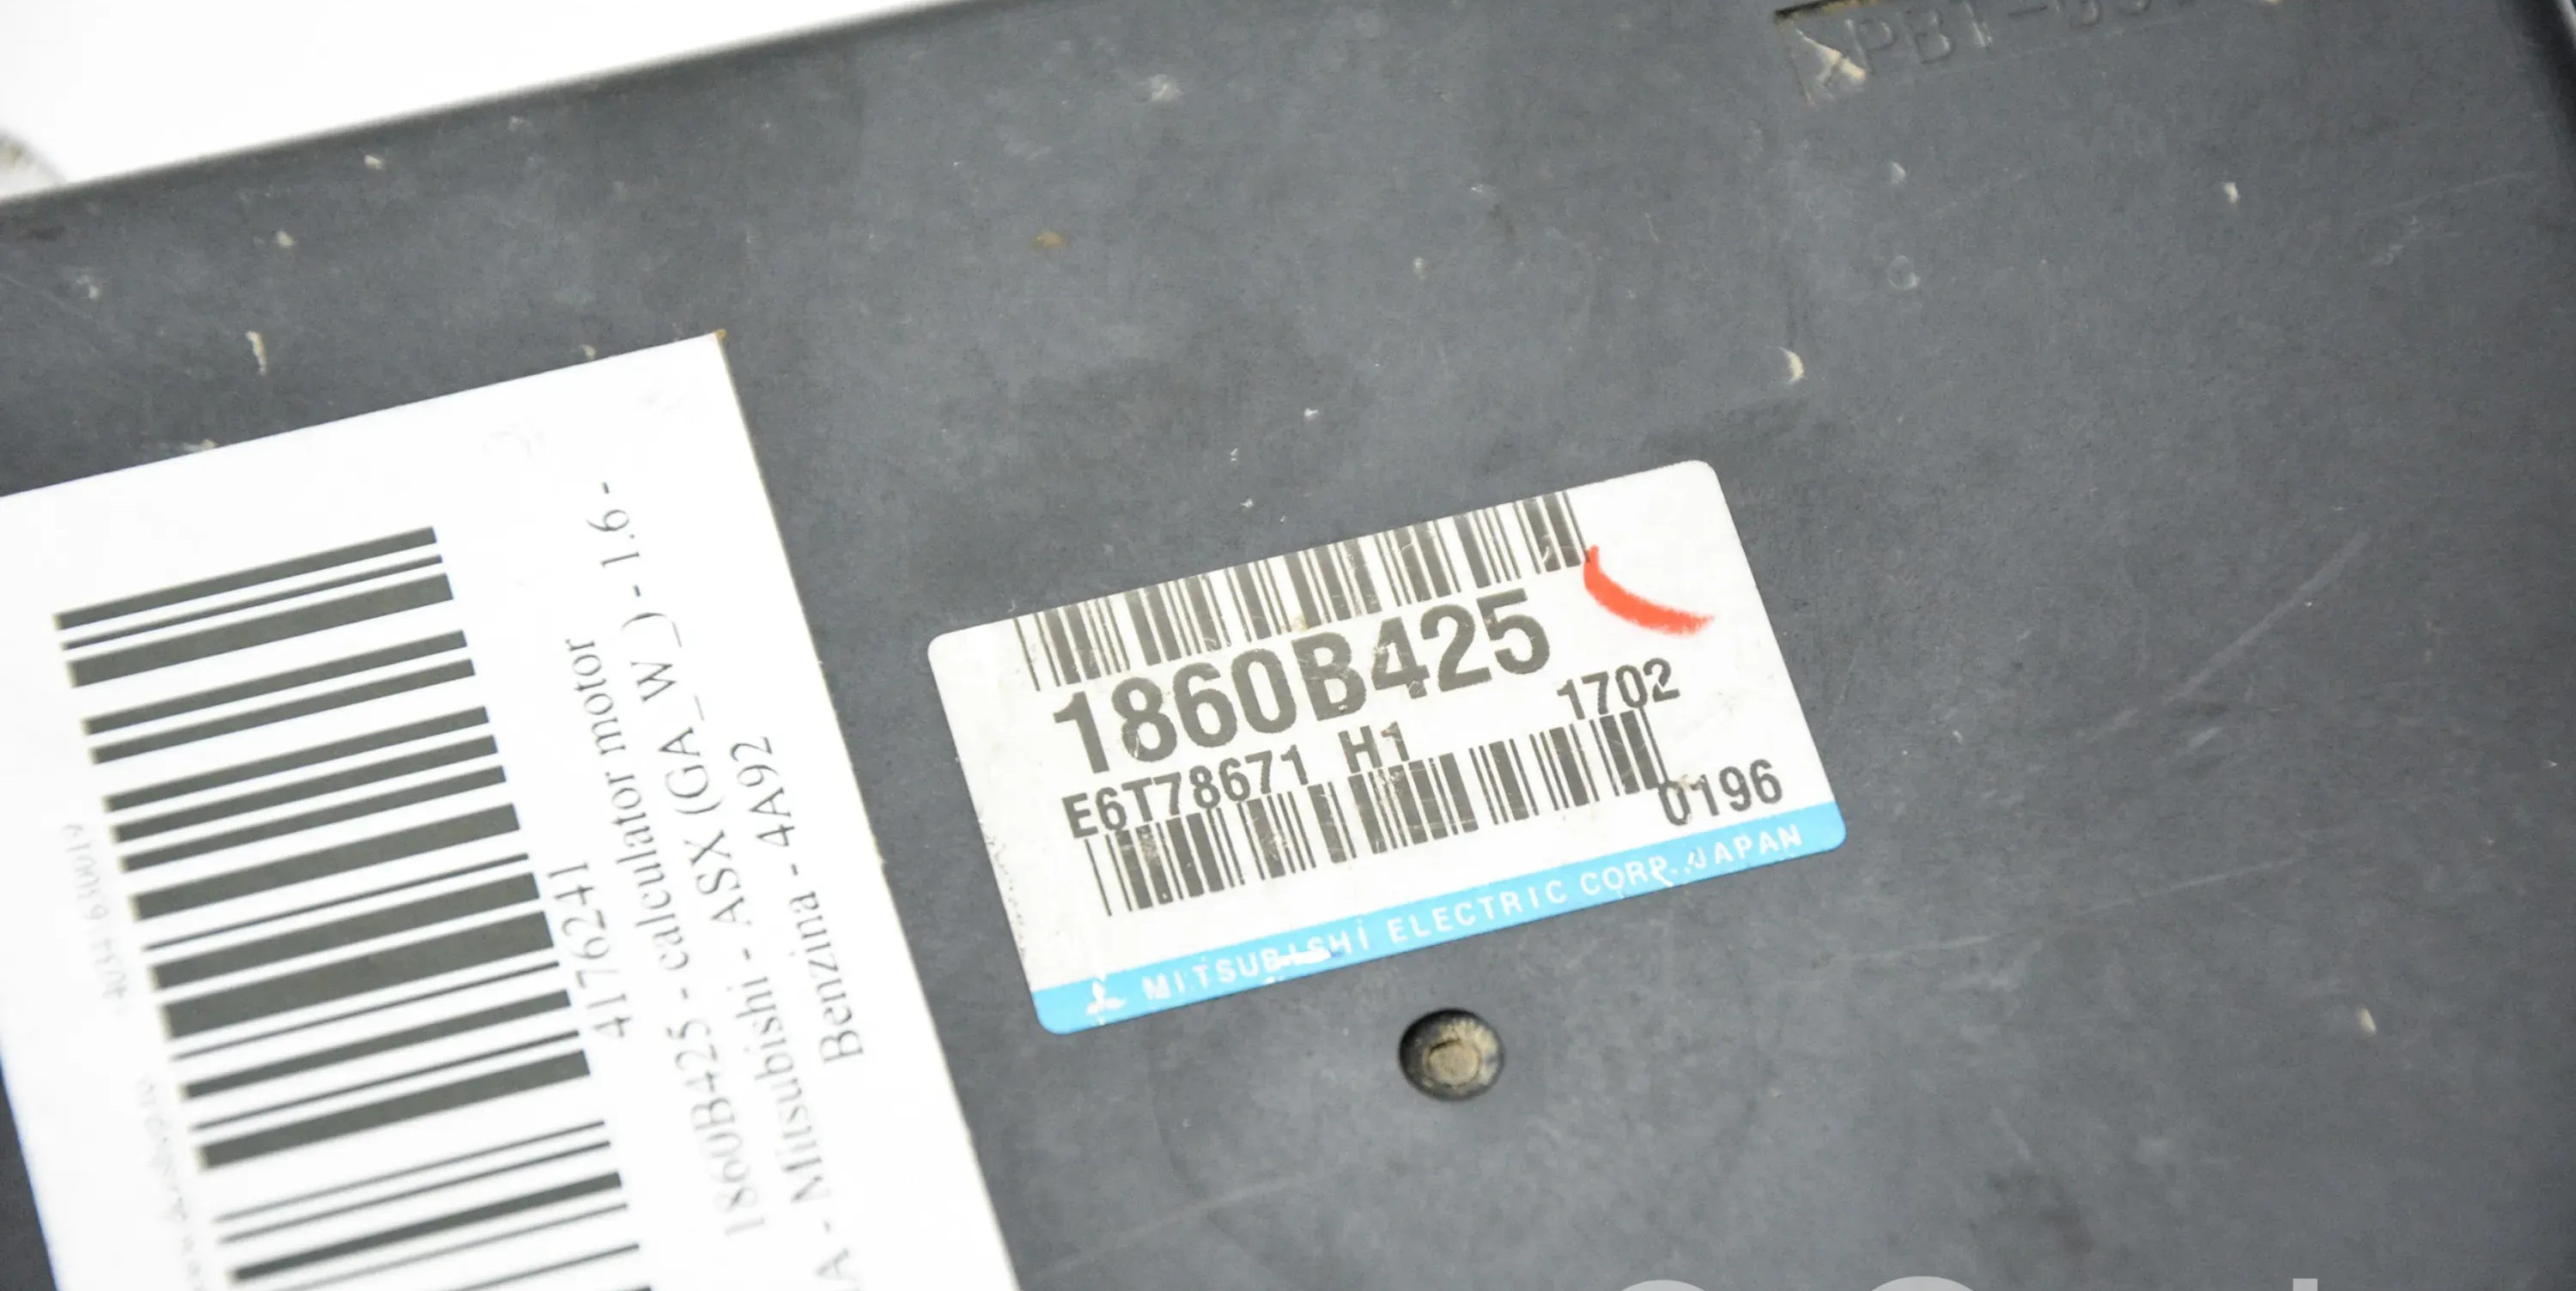 1860B425
1702
E6T78671 H1
0196
MITSUBISHI ELECTRIC CORP. JAPAN
4176241
1860B425 - calculator motor
- Mitsubishi - ASX (GA_W_) - 1.6 -
Benzina - 4A92